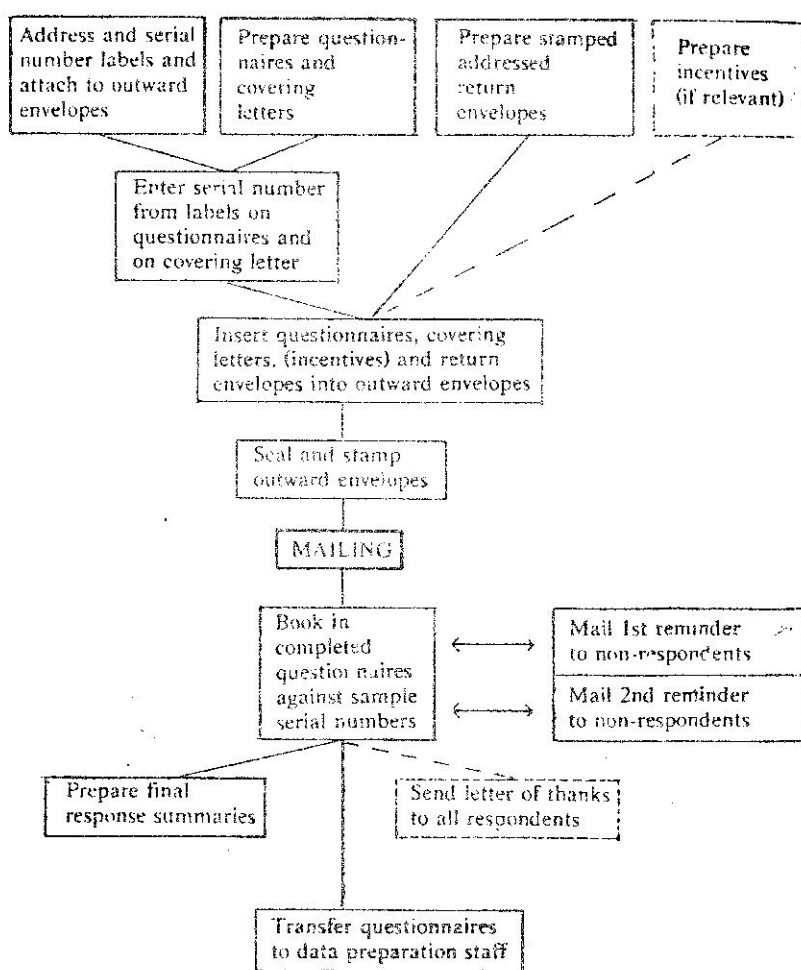 Address and serial
number labels and
attach to outward
envelopes
Prepare question-
naires and
covering
letters
Prepare stamped
addressed
return
envelopes
Prepare
incentives
(if relevant)
Enter serial number
from labels on
questionnaires and
on covering letter
Insert questionnaires, covering
letters, (incentives) and return
envelopes into outward envelopes
Seal and stamp
outward envelopes
MAILING
Book in
completed
questionnaires
against sample
serial numbers
Mail 1st reminder
to non-respondents
Mail 2nd reminder
to non-respondents
Prepare final
response summaries
Send letter of thanks
to all respondents
Transfer questionnaires
to data preparation staff